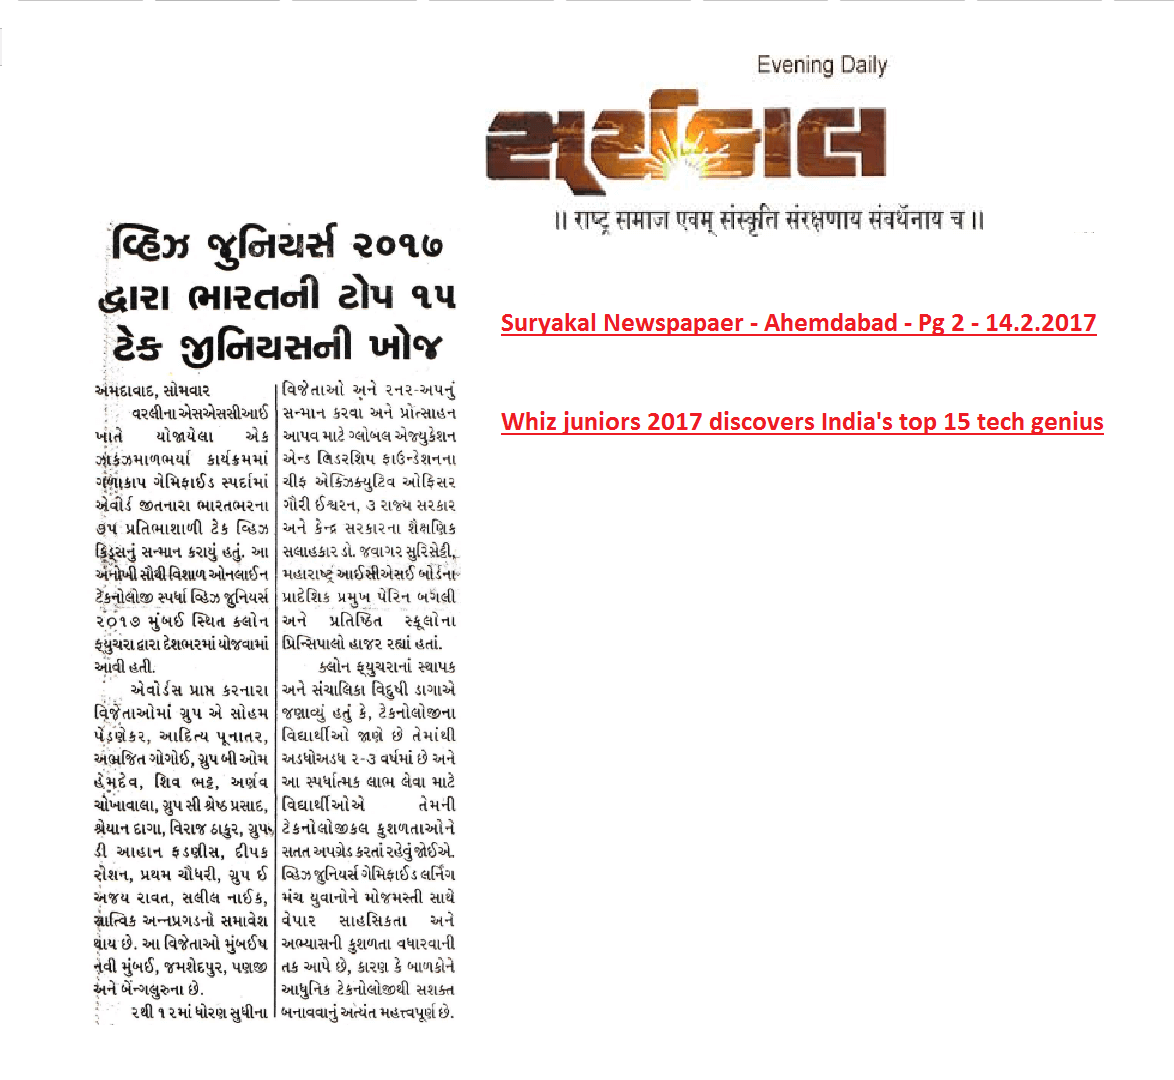 Evening Daily
સૂર્યકાલ
॥ राष्ट्र समाज एवम् संस्कृति संरक्षणाय संवर्धनाय च ॥
Suryakal Newspapaer - Ahemdabad - Pg 2 - 14.2.2017
Whiz juniors 2017 discovers India's top 15 tech genius
વ્હિઝ જુનિયર્સ ૨૦૧૭
દ્વારા ભારતની ટોપ ૧૫
ટેક જીનિયસની ખોજ
અમદાવાદ, સોમવાર
વરલીના એસએસસીઆઈ
ખાતે યોજાયેલા એક
ઝાકઝમાળભર્યા કાર્યક્રમમાં
ગળાકાપ ગેમિફાઈડ સ્પર્દામાં
એવોર્ડ જીતનારા ભારતભરના
૭૫ પ્રતિભાશાળી ટેક વ્હિઝ
કિડ્સનું સન્માન કરાયું હતું. આ
અનોખી સૌથી વિશાળ ઓનલાઈન
ટેકનોલોજી સ્પર્ધા વ્હિઝ જુનિયર્સ
૨૦૧૭ મુંબઈ સ્થિત ક્લોન
ફ્યુચરા દ્વારા દેશભરમાં યોજવામાં
આવી હતી.
એવોર્ડસ પ્રાપ્ત કરનારા
વિજેતાઓમાં ગ્રુપ એ સોહમ
પેંડણેકર, આદિત્ય પૂનાતર,
અભજિત ગોગોઈ, ગ્રુપ બી ઓમ
હેમદેવ, શિવ ભટ્ટ, અર્ણવ
ચોખાવાલા, ગ્રુપ સી શ્રેષ્ઠ પ્રસાદ,
શ્રેયાન દાગા, વિરાજ ઠાકુર, ગ્રુપ
ડી આહાન ફડણીસ, દીપક
રોશન, પ્રથમ ચૌધરી, ગ્રુપ ઈ
અજય રાવત, સલીલ નાઈક,
સાત્વિક અન્નપ્રગડનો સમાવેશ
થાય છે. આ વિજેતાઓ મુંબઈષ
નવી મુંબઈ, જમશેદપુર, પણજી
અને બેંન્ગલુરુના છે.
૨થી ૧૨માં ધોરણ સુધીના
વિજેતાઓ અને રનર-અપનું
સન્માન કરવા અને પ્રોત્સાહન
આપવ માટે ગ્લોબલ એજ્યુકેશન
એન્ડ લિડરશિપ ફાઉન્ડેશનના
ચીફ એક્ઝિક્યુટિવ ઓફિસર
ગૌરી ઈશ્વરન, ૩ રાજ્ય સરકાર
અને કેન્દ્ર સરકારના શૈક્ષણિક
સલાહકાર ડો. જવાગર સુરિસેટ્ટી,
મહારાષ્ટ્ર આઈસીએસઈ બોર્ડના
પ્રાદેશિક પ્રમુખ પેરિન બગલી
અને પ્રતિષ્ઠિત સ્કૂલોના
પ્રિન્સિપાલો હાજર રહ્યાં હતાં.
ક્લોન ફ્યુચરાનાં સ્થાપક
અને સંચાલિકા વિદુષી ડાગાએ
જણાવ્યું હતું કે, ટેકનોલોજીના
વિદ્યાર્થીઓ જાણે છે તેમાંથી
અડધોઅડધ ૨-૩ વર્ષમાં છે અને
આ સ્પર્ધાત્મક લાભ લેવા માટે
વિદ્યાર્થીઓએ તેમની
ટેકનોલોજીકલ કુશળતાઓને
સતત અપગ્રેડ કરતાં રહેવું જોઈએ.
વ્હિઝ જુનિયર્સ ગેમિફાઈડ લર્નિંગ
મંચ યુવાનોને મોજમસ્તી સાથે
વેપાર સાહસિકતા અને
અભ્યાસની કુશળતા વધારવાની
તક આપે છે, કારણ કે બાળકોને
આધુનિક ટેકનોલોજીથી સશક્ત
બનાવવાનું અત્યંત મહત્ત્વપૂર્ણ છે.